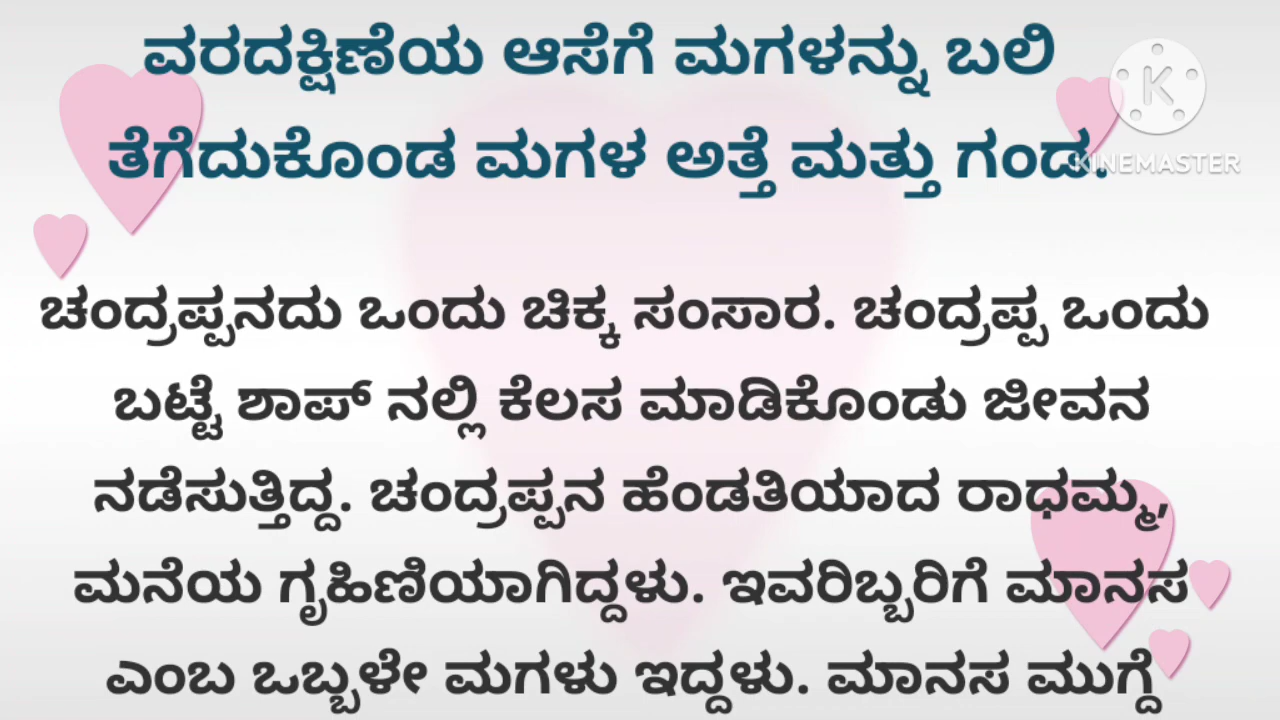 ವರದಕ್ಷಿಣೆಯ ಆಸೆಗೆ ಮಗಳನ್ನು ಬಲಿ
ತೆಗೆದುಕೊಂಡ ಮಗಳ ಅತ್ತೆ ಮತ್ತು ಗಂಡ.
KINEMASTER
ಚಂದ್ರಪ್ಪನದು ಒಂದು ಚಿಕ್ಕ ಸಂಸಾರ. ಚಂದ್ರಪ್ಪ ಒಂದು
ಬಟ್ಟೆ ಶಾಪ್ ನಲ್ಲಿ ಕೆಲಸ ಮಾಡಿಕೊಂಡು ಜೀವನ
ನಡೆಸುತ್ತಿದ್ದ. ಚಂದ್ರಪ್ಪನ ಹೆಂಡತಿಯಾದ ರಾಧಮ್ಮ,
ಮನೆಯ ಗೃಹಿಣಿಯಾಗಿದ್ದಳು. ಇವರಿಬ್ಬರಿಗೆ ಮಾನಸ
ಎಂಬ ಒಬ್ಬಳೇ ಮಗಳು ಇದ್ದಳು. ಮಾನಸ ಮುಗ್ದೆ